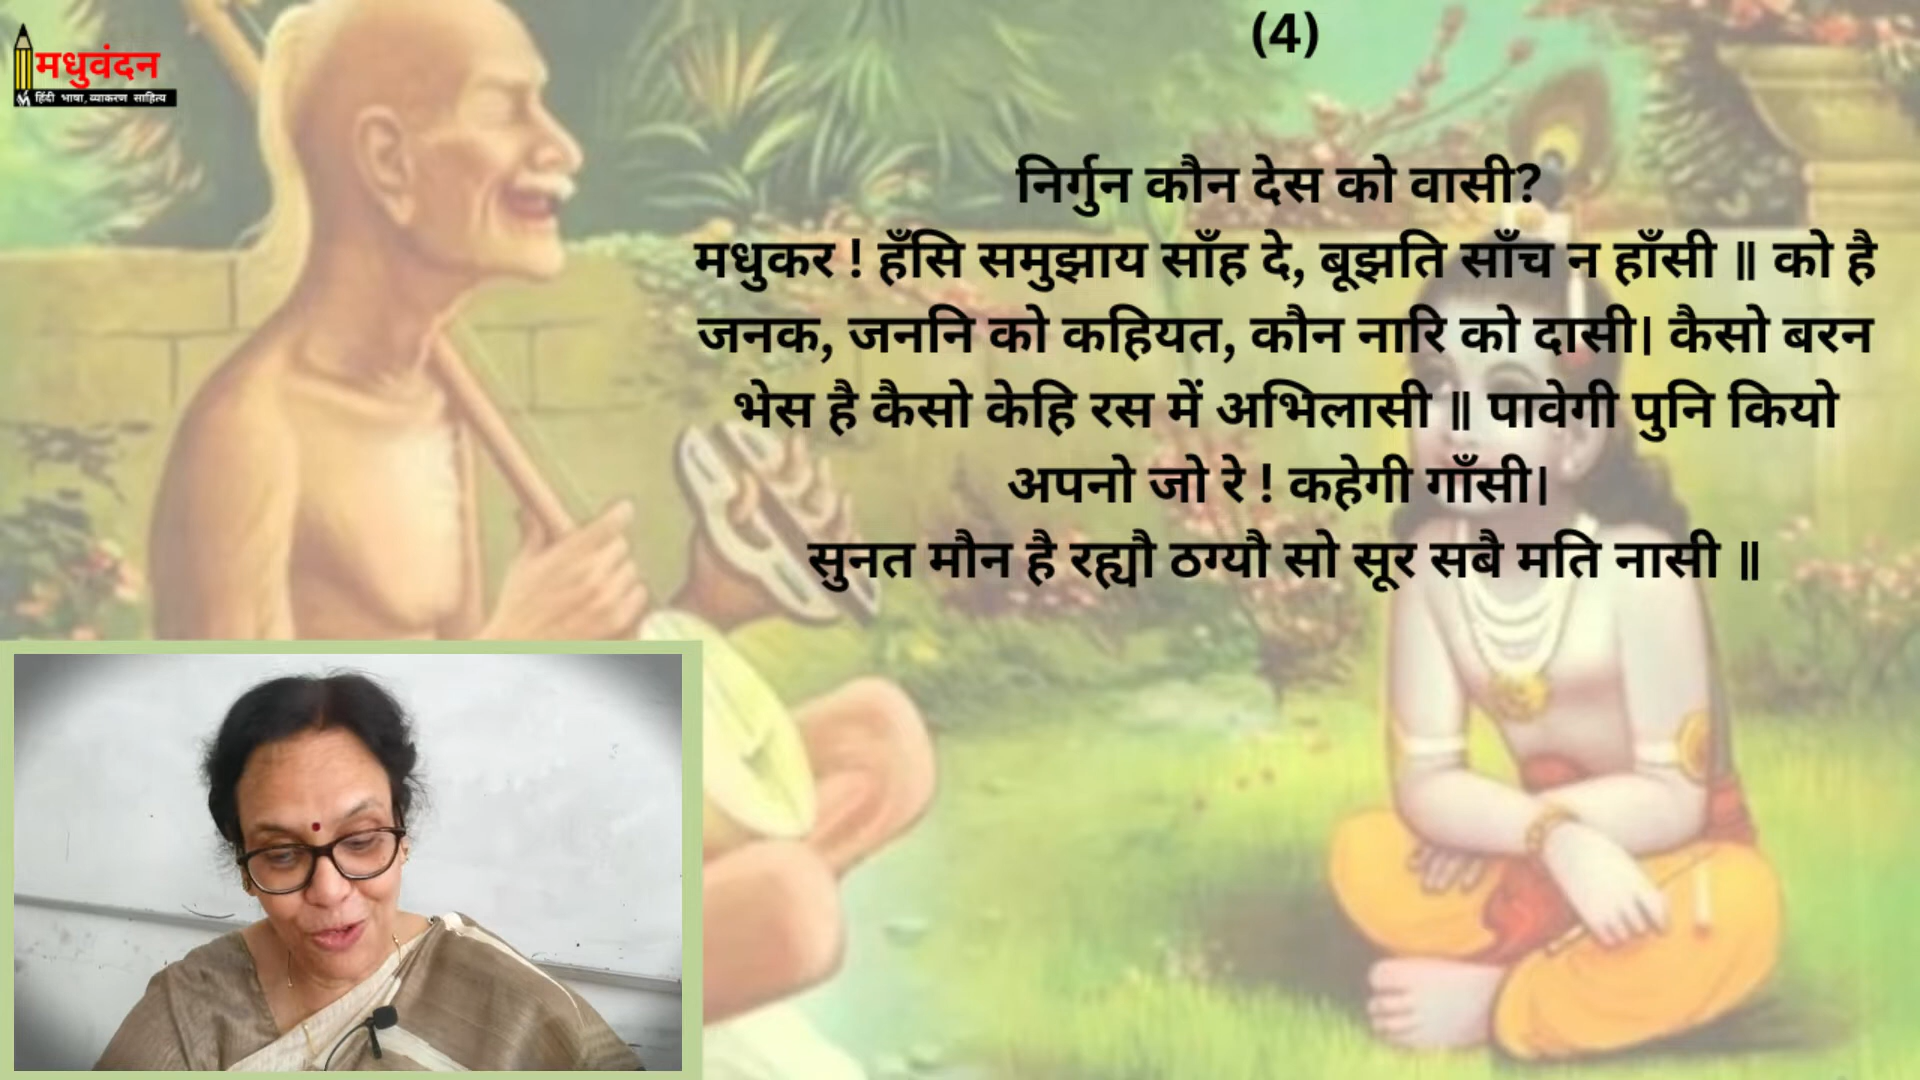 मधुवंदन
हिंदी भाषा, व्याकरण साहित्य
(4)
निर्गुन कौन देस को वासी?
मधुकर ! हँसि समुझाय साँह दे, बूझति साँच न हाँसी ॥ को है
जनक, जननि को कहियत, कौन नारि को दासी। कैसो बरन
भेस है कैसो केहि रस में अभिलासी ॥ पावेगी पुनि कियो
अपनो जो रे ! कहेगी गाँसी।
सुनत मौन है रह्यौ ठग्यौ सो सूर सबै मति नासी ॥